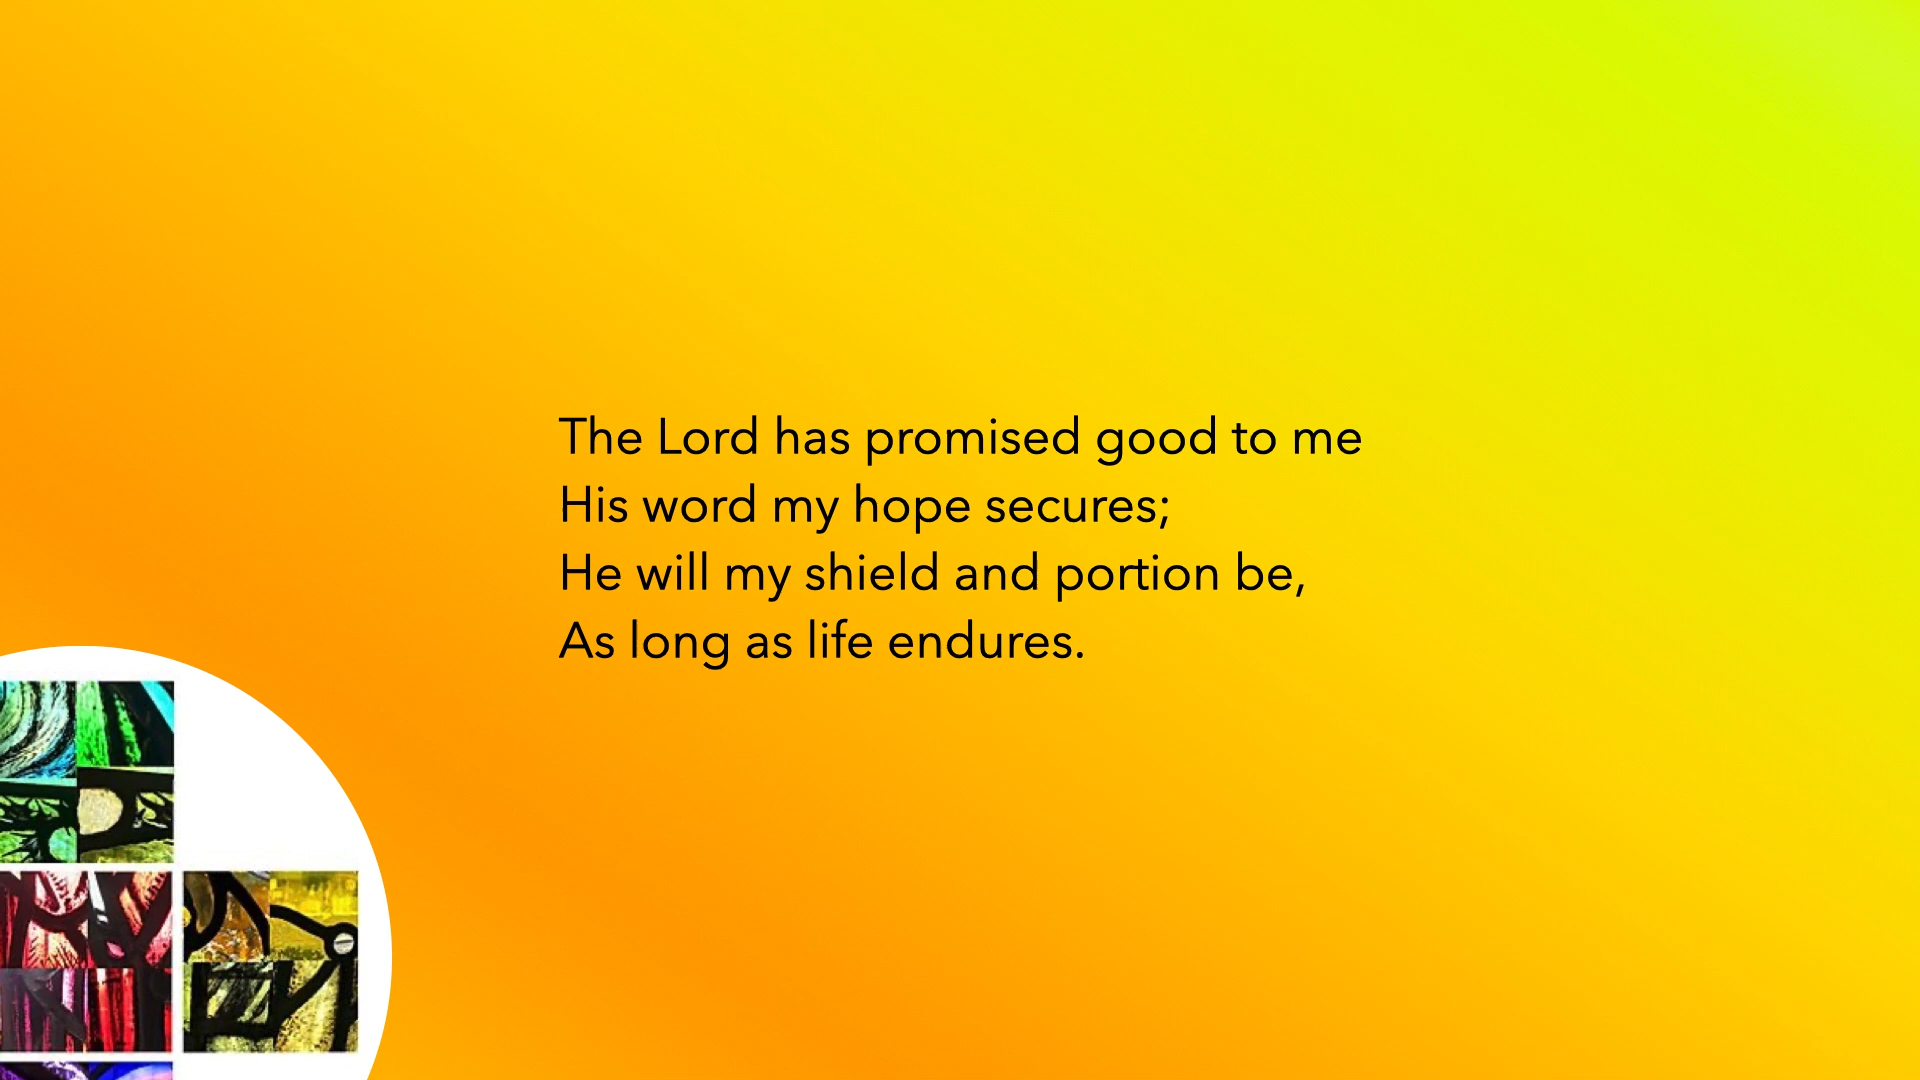 The Lord has promised good to me
His word my hope secures;
He will my shield and portion be,
As long as life endures.